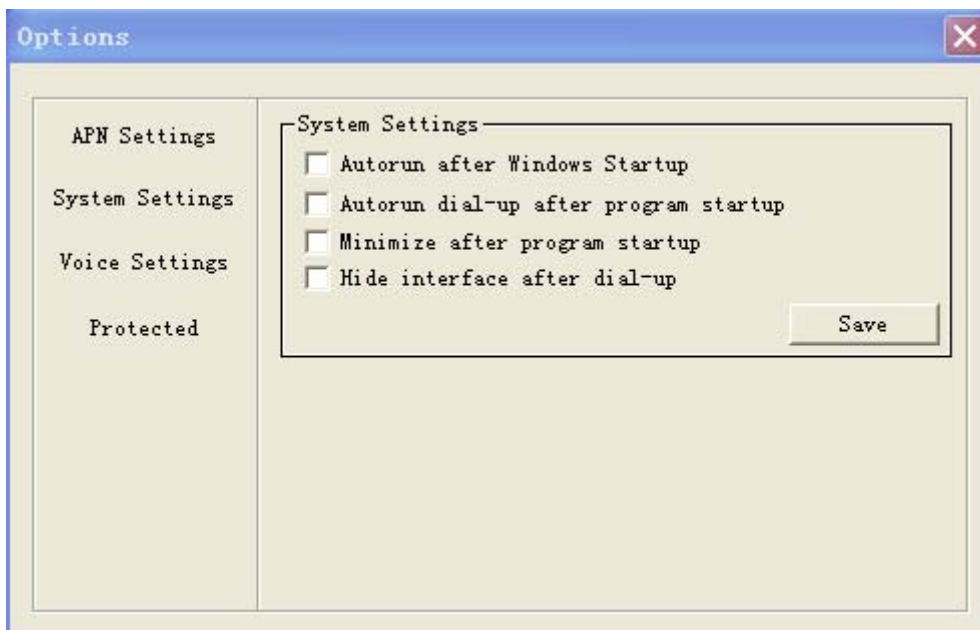 Options
APN Settings
System Settings
Voice Settings
Protected
System Settings
Autorun after Windows Startup
Autorun dial-up after program startup
Minimize after program startup
Hide interface after dial-up
Save